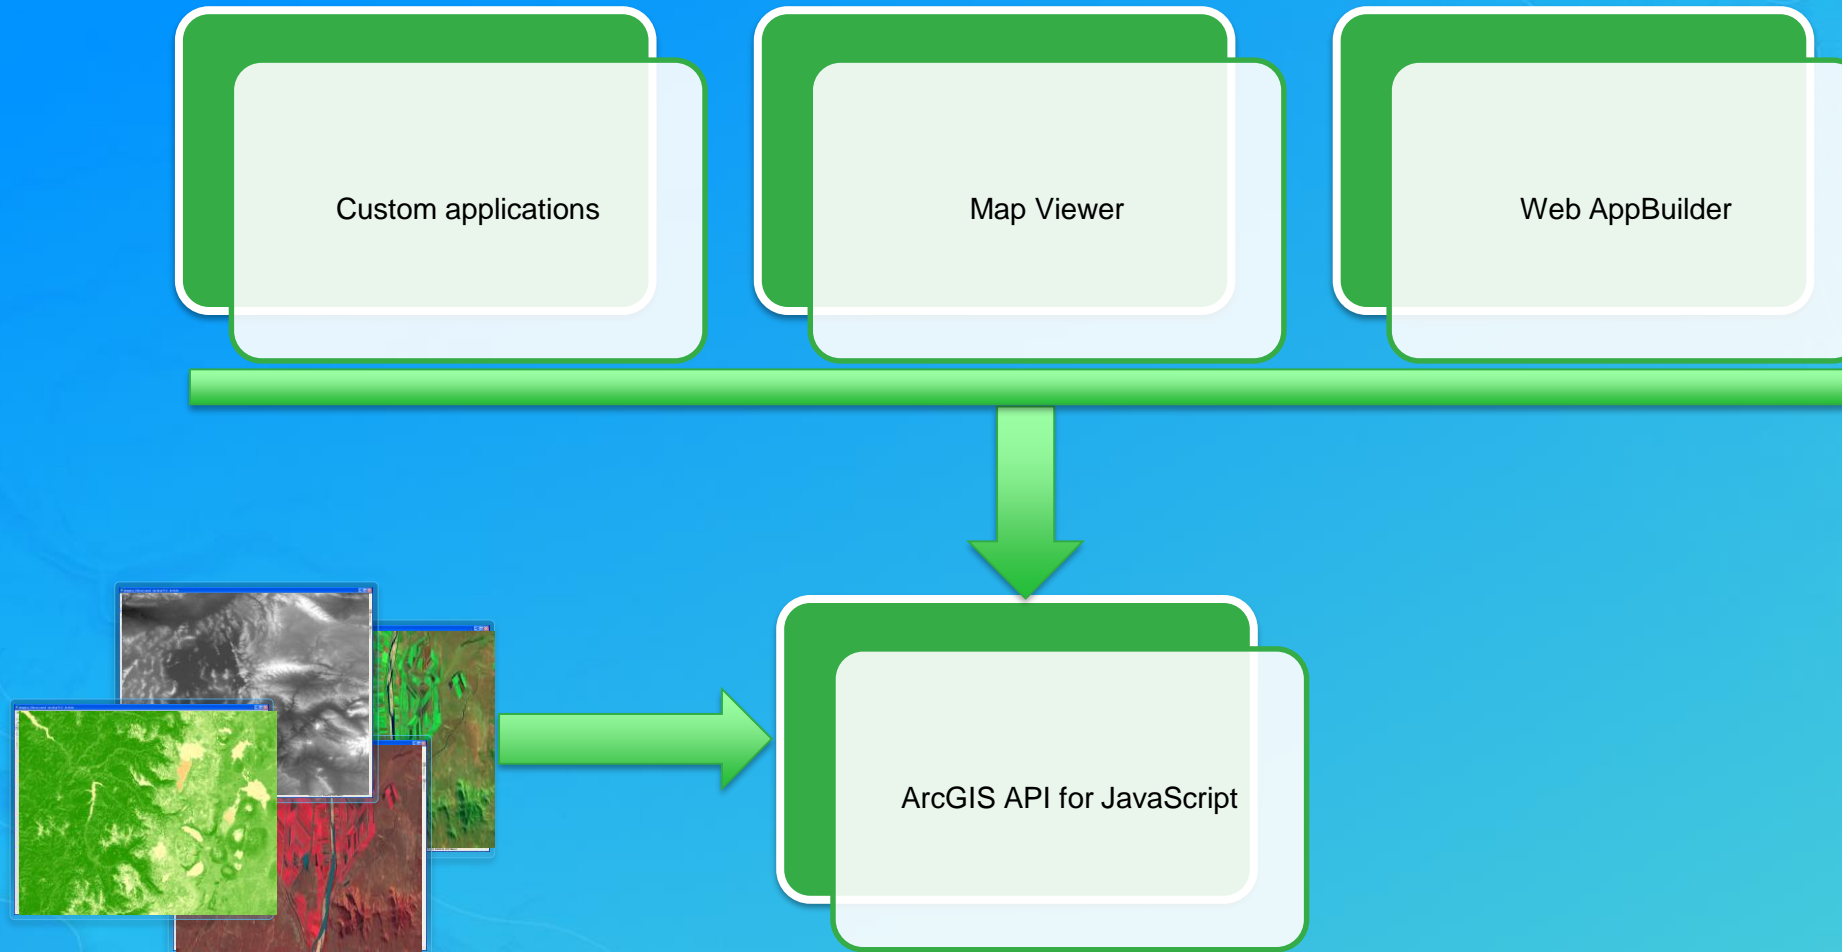 Custom applications
Map Viewer
Web AppBuilder
ArcGIS API for JavaScript